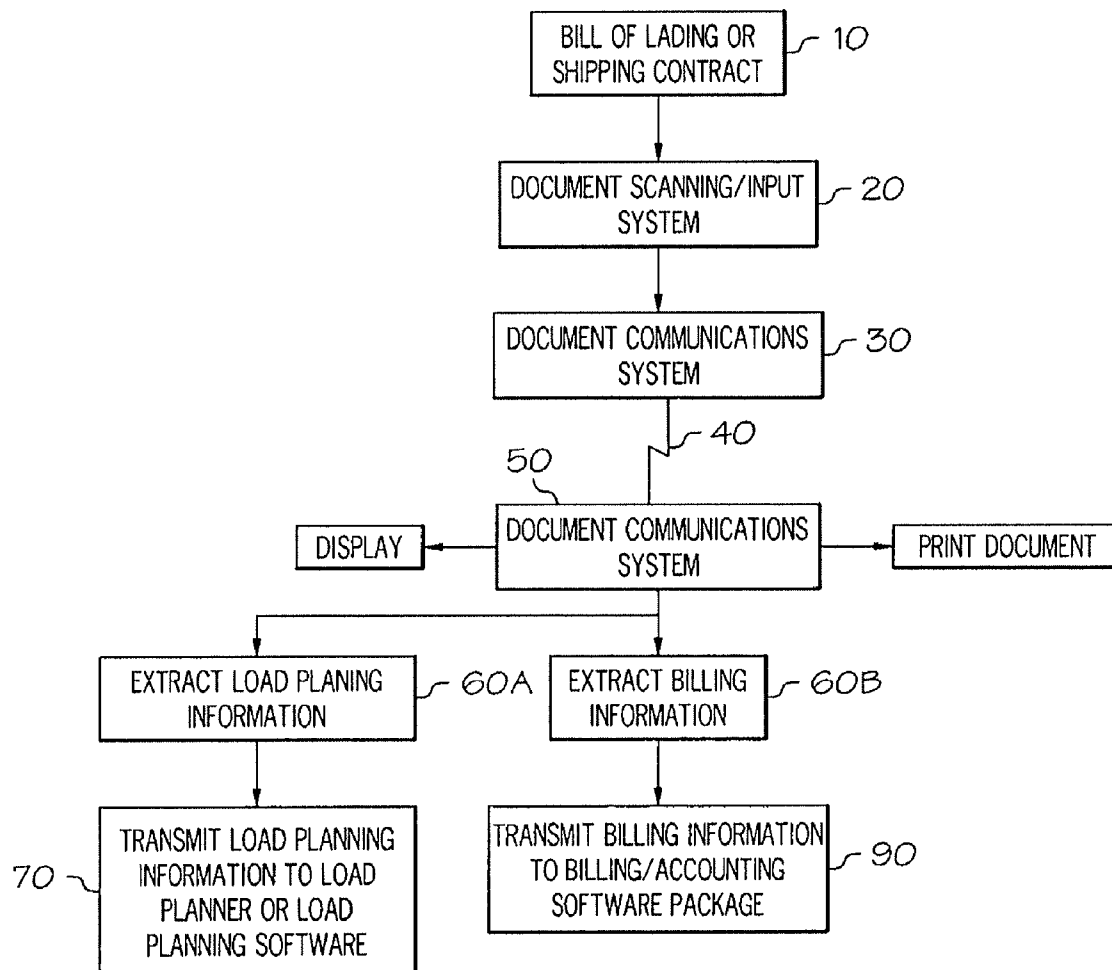 BILL OF LADING OR
SHIPPING CONTRACT
10
DOCUMENT SCANNING/INPUT
SYSTEM
20
DOCUMENT COMMUNICATIONS
SYSTEM
30
40
50
DISPLAY
DOCUMENT COMMUNICATIONS
SYSTEM
PRINT DOCUMENT
EXTRACT LOAD PLANING
INFORMATION
60A
EXTRACT BILLING
INFORMATION
60B
70
TRANSMIT LOAD PLANNING
INFORMATION TO LOAD
PLANNER OR LOAD
PLANNING SOFTWARE
TRANSMIT BILLING INFORMATION
TO BILLING/ACCOUNTING
SOFTWARE PACKAGE
90